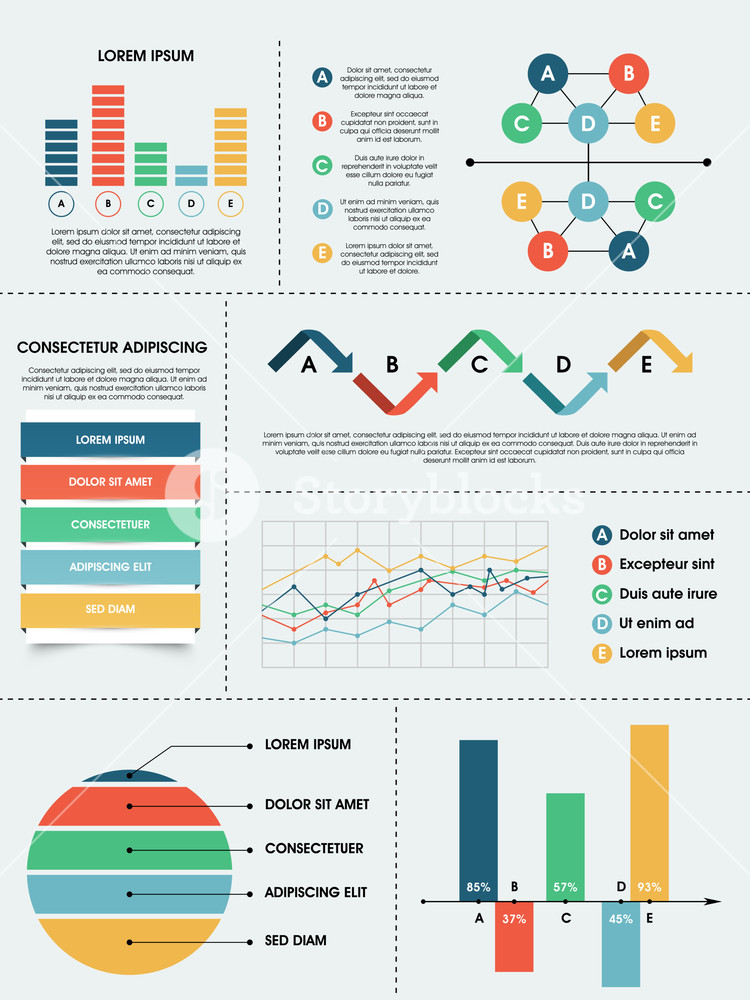 LOREM IPSUM
A
B
C
D
E
Lorem ipsum dolor sit amet, consectetur
adipiscing elit, sed do eiusmod tempor
incididunt ut labore et dolore magna
aliqua. Ut enim ad minim veniam, quis
nostrud exercitation ullamco laboris nisi ut
ea commodo consequat.
A
Dolor sit amet, consectetur
adipiscing elit, sed do eiusmod
tempor incididunt ut labore et
dolore magna aliqua.
B
Excepteur sint occaecat
cupidatat non proident, sunt in
culpa qui officia deserunt mollit
anim id est laborum.
C
Duis aute irure dolor in
reprehenderit in voluptate velit
esse cillum dolore eu fugiat
nulla pariatur.
D
Ut enim ad minim veniam, quis
nostrud exercitation ullamco
laboris nisi ut ea commodo
consequat.
E
Lorem ipsum dolor sit amet,
consectetur adipiscing elit, sed
do eiusmod tempor incididunt
ut labore et dolore.
A
B
C
D
E
E
D
C
B
A
CONSECTETUR ADIPISCING
Consectetur adipiscing elit, sed do eiusmod tempor
incididunt ut labore et dolore magna aliqua. Ut enim ad
minim veniam, quis nostrud exercitation ullamco laboris
nisi ut ea commodo consequat.
LOREM IPSUM
DOLOR SIT AMET
CONSECTETUER
ADIPISCING ELIT
SED DIAM
A
B
C
D
E
Lorem ipsum dolor sit amet, consectetur adipiscing elit, sed do eiusmod tempor incididunt ut labore et dolore magna aliqua. Ut enim ad
minim veniam, quis nostrud exercitation ullamco laboris nisi ut ea commodo consequat. Duis aute irure dolor in reprehenderit in
voluptate velit esse cillum dolore eu fugiat nulla pariatur. Excepteur sint occaecat cupidatat non proident, sunt in culpa qui officia
deserunt mollit anim id est laborum.
Storyblocks
A Dolor sit amet
B Excepteur sint
C Duis aute irure
D Ut enim ad
E Lorem ipsum
LOREM IPSUM
DOLOR SIT AMET
CONSECTETUER
ADIPISCING ELIT
SED DIAM
85% B 57% D 93%
A 37% C 45% E